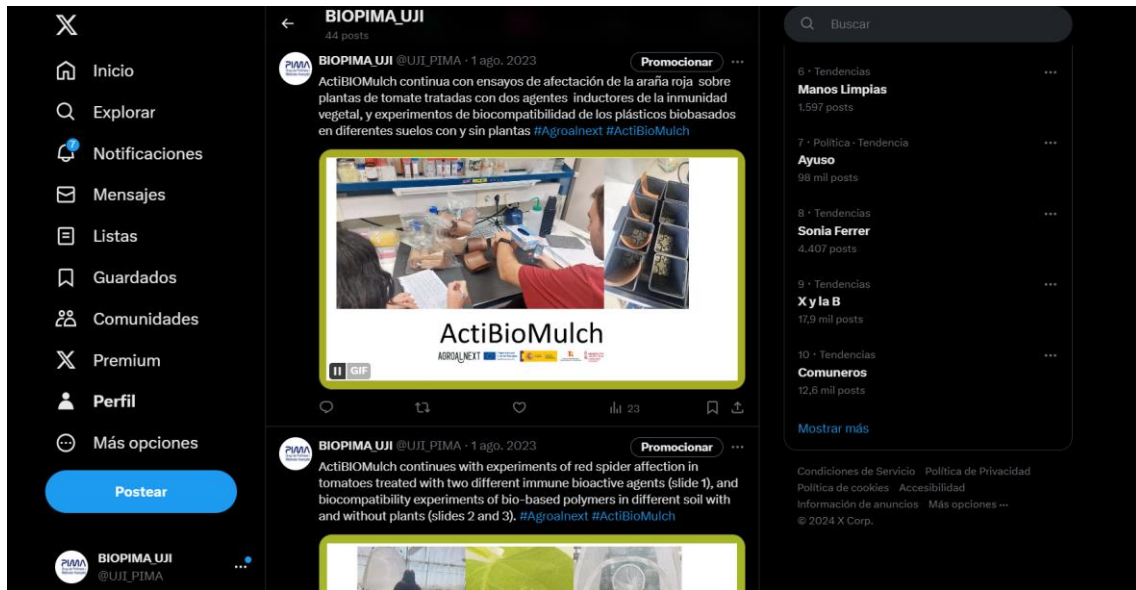 Inicio
Explorar
7
Notificaciones
Mensajes
Listas
Guardados
Comunidades
Premium
Perfil
Más opciones
Postear
BIOPIMA_UJI
@UJI_PIMA
BIOPIMA_UJI
44 posts
PIMA
BIOPIMA_UJI @UJI_PIMA · 1 ago. 2023
Promocionar
ActiBIOMulch continua con ensayos de afectación de la araña roja sobre
plantas de tomate tratadas con dos agentes inductores de la inmunidad
vegetal, y experimentos de biocompatibilidad de los plásticos biobasados
en diferentes suelos con y sin plantas #Agroalnext #ActiBioMulch
ActiBioMulch
AGROALNEXT
GIF
23
PIMA
BIOPIMA_UJI @UJI_PIMA · 1 ago. 2023
Promocionar
ActiBIOMulch continues with experiments of red spider affection in
tomatoes treated with two different immune bioactive agents (slide 1), and
biocompatibility experiments of bio-based polymers in different soil with
and without plants (slides 2 and 3). #Agroalnext #ActiBioMulch
Buscar
6 · Tendencias
Manos Limpias
1.597 posts
7 · Política · Tendencia
Ayuso
98 mil posts
8 · Tendencias
Sonia Ferrer
4.407 posts
9 · Tendencias
X y la B
17,9 mil posts
10 · Tendencias
Comuneros
12,6 mil posts
Mostrar más
Condiciones de Servicio Política de Privacidad
Política de cookies Accesibilidad
Información de anuncios Más opciones ···
© 2024 X Corp.